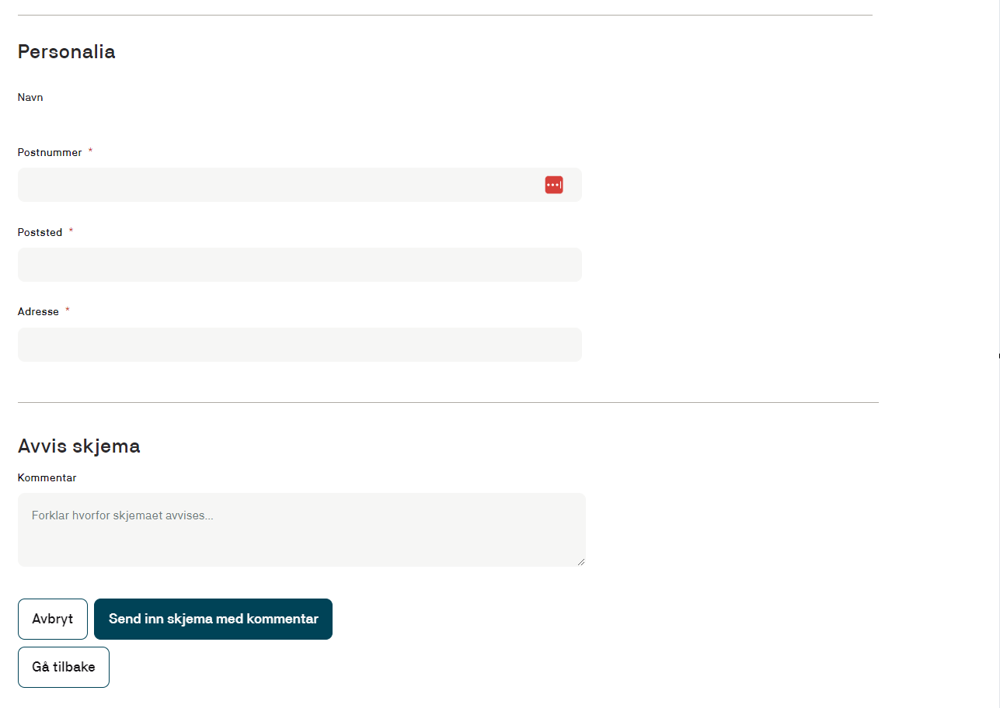 Personalia
Navn
Postnummer *
Poststed *
Adresse *
Avvis skjema
Kommentar
Forklar hvorfor skjemaet avvises...
Avbryt
Send inn skjema med kommentar
Gå tilbake